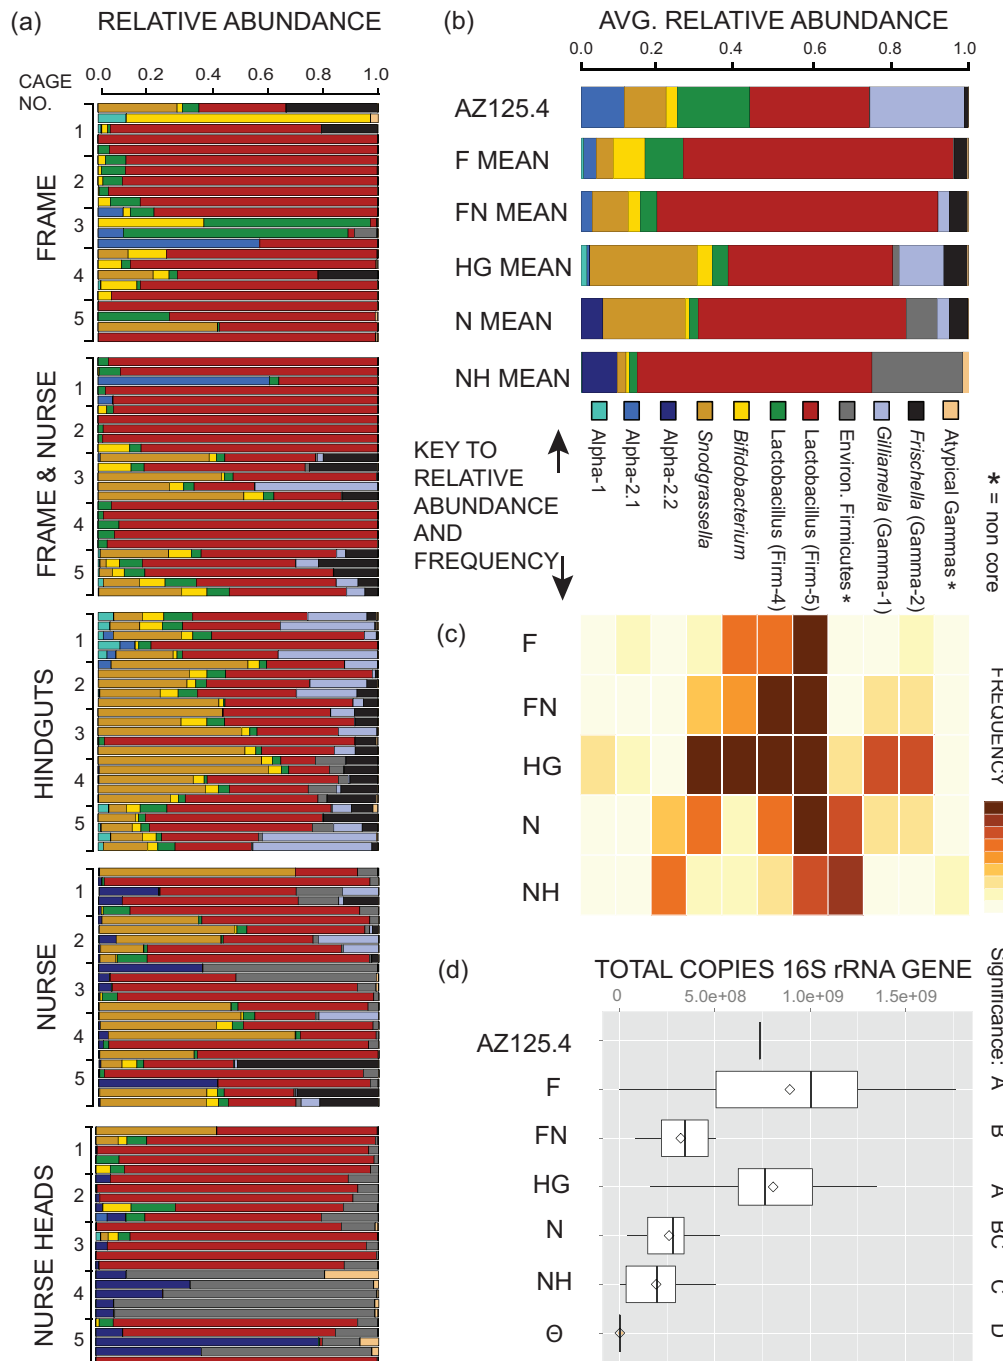 (a) RELATIVE ABUNDANCE
CAGE NO. 0.0 0.2 0.4 0.6 0.8 1.0
FRAME
1
2
3
4
5
FRAME & NURSE
1
2
3
4
5
HINDGUTS
1
2
3
4
5
NURSE
1
2
3
4
5
NURSE HEADS
1
2
3
4
5
(b) AVG. RELATIVE ABUNDANCE
0.0 0.2 0.4 0.6 0.8 1.0
AZ125.4
F MEAN
FN MEAN
HG MEAN
N MEAN
NH MEAN
KEY TO
RELATIVE
ABUNDANCE
AND
FREQUENCY
Alpha-1
Alpha-2.1
Alpha-2.2
Snodgrassella
Bifidobacterium
Lactobacillus (Firm-4)
Lactobacillus (Firm-5)
Environ. Firmicutes *
Gilliamella (Gamma-1)
Frischella (Gamma-2)
Atypical Gammas *
* = non core
(c)
F
FN
HG
N
NH
FREQUENCY
(d) TOTAL COPIES 16S rRNA GENE
0 5.0e+08 1.0e+09 1.5e+09
Significance:
AZ125.4
F A
FN B
HG A
N BC
NH C
Θ D